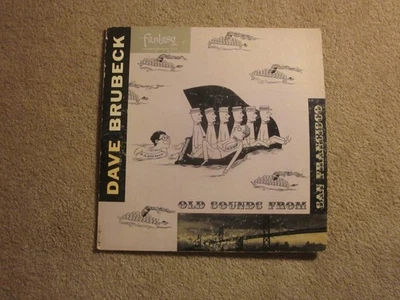 fantasy
DAVE BRUBECK
OLD SOUNDS FROM
SAN FRANCISCO